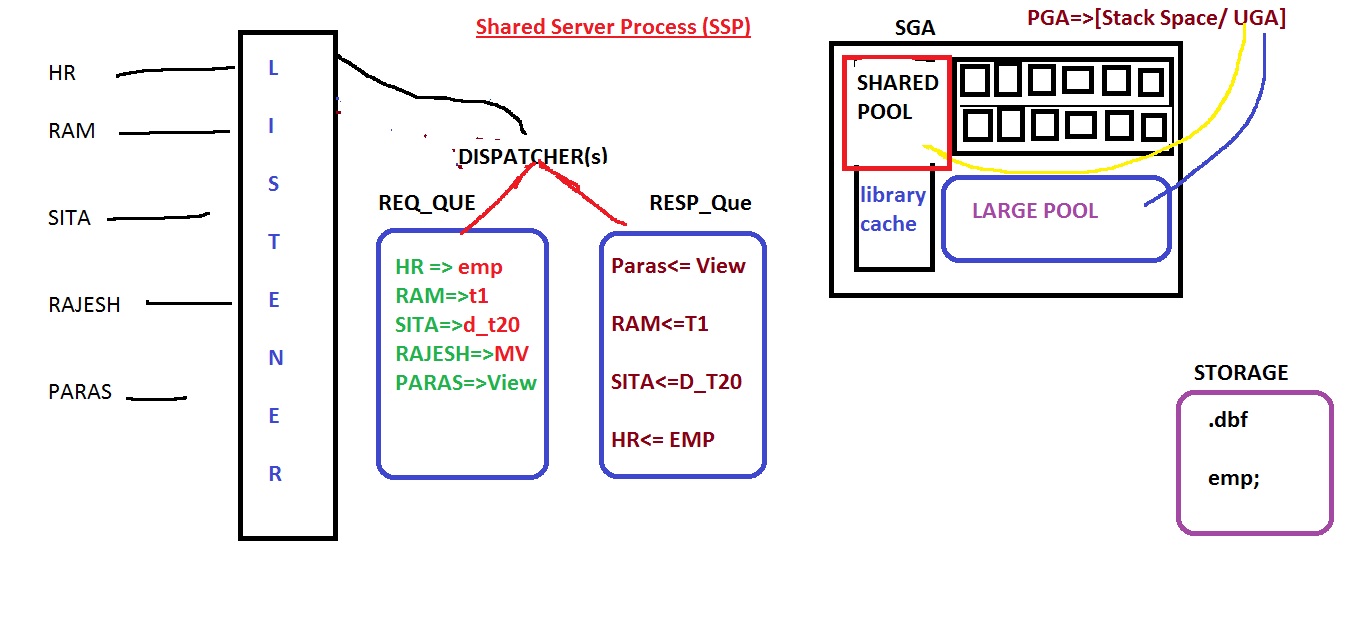 Shared Server Process (SSP)
PGA=>[Stack Space/ UGA]
SGA
HR
RAM
SITA
RAJESH
PARAS
L
I
S
T
E
N
E
R
DISPATCHER(s)
REQ_QUE
RESP_Que
HR => emp
RAM=>t1
SITA=>d_t20
RAJESH=>MV
PARAS=>View
Paras<= View
RAM<=T1
SITA<=D_T20
HR<= EMP
SHARED
POOL
library
cache
LARGE POOL
STORAGE
.dbf
emp;